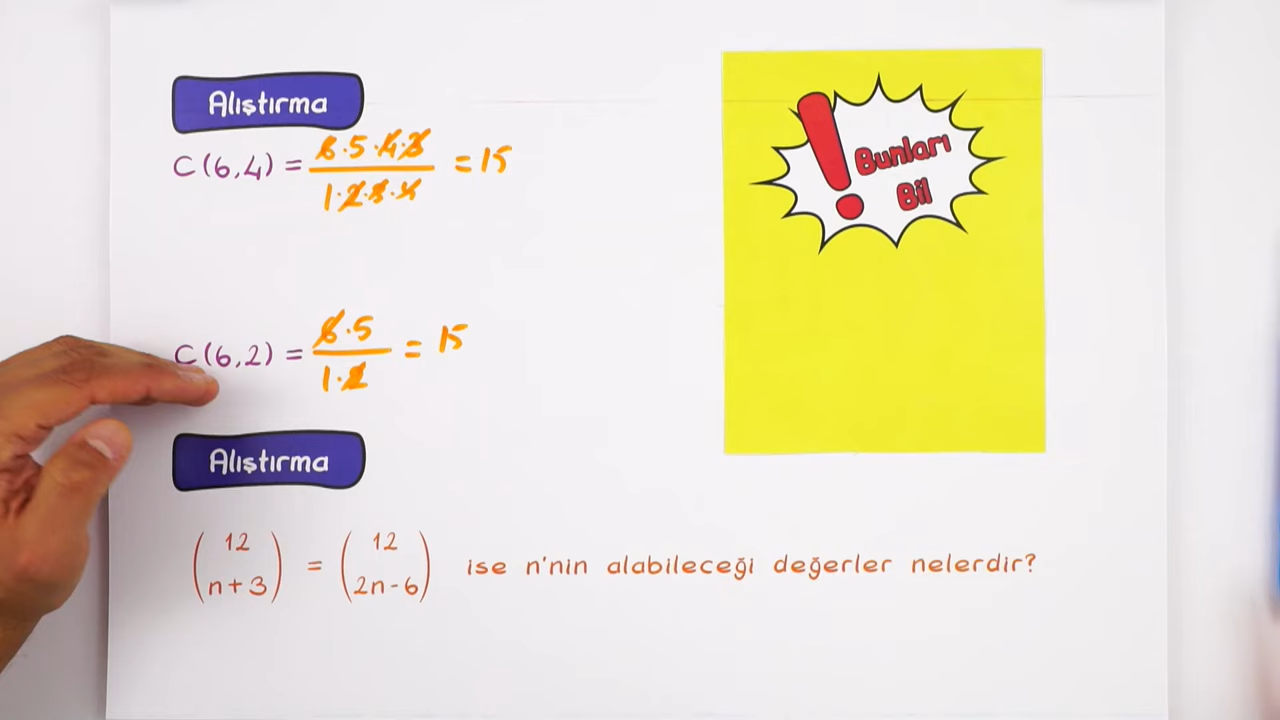 Alıştırma
C(6,4) = 6·5·4·3 / 1·2·3·4 = 15
C(6,2) = 6·5 / 1·2 = 15
! Bunları
Bil
Alıştırma
(12 n+3) = (12 2n-6) ise n'nin alabileceği değerler nelerdir?